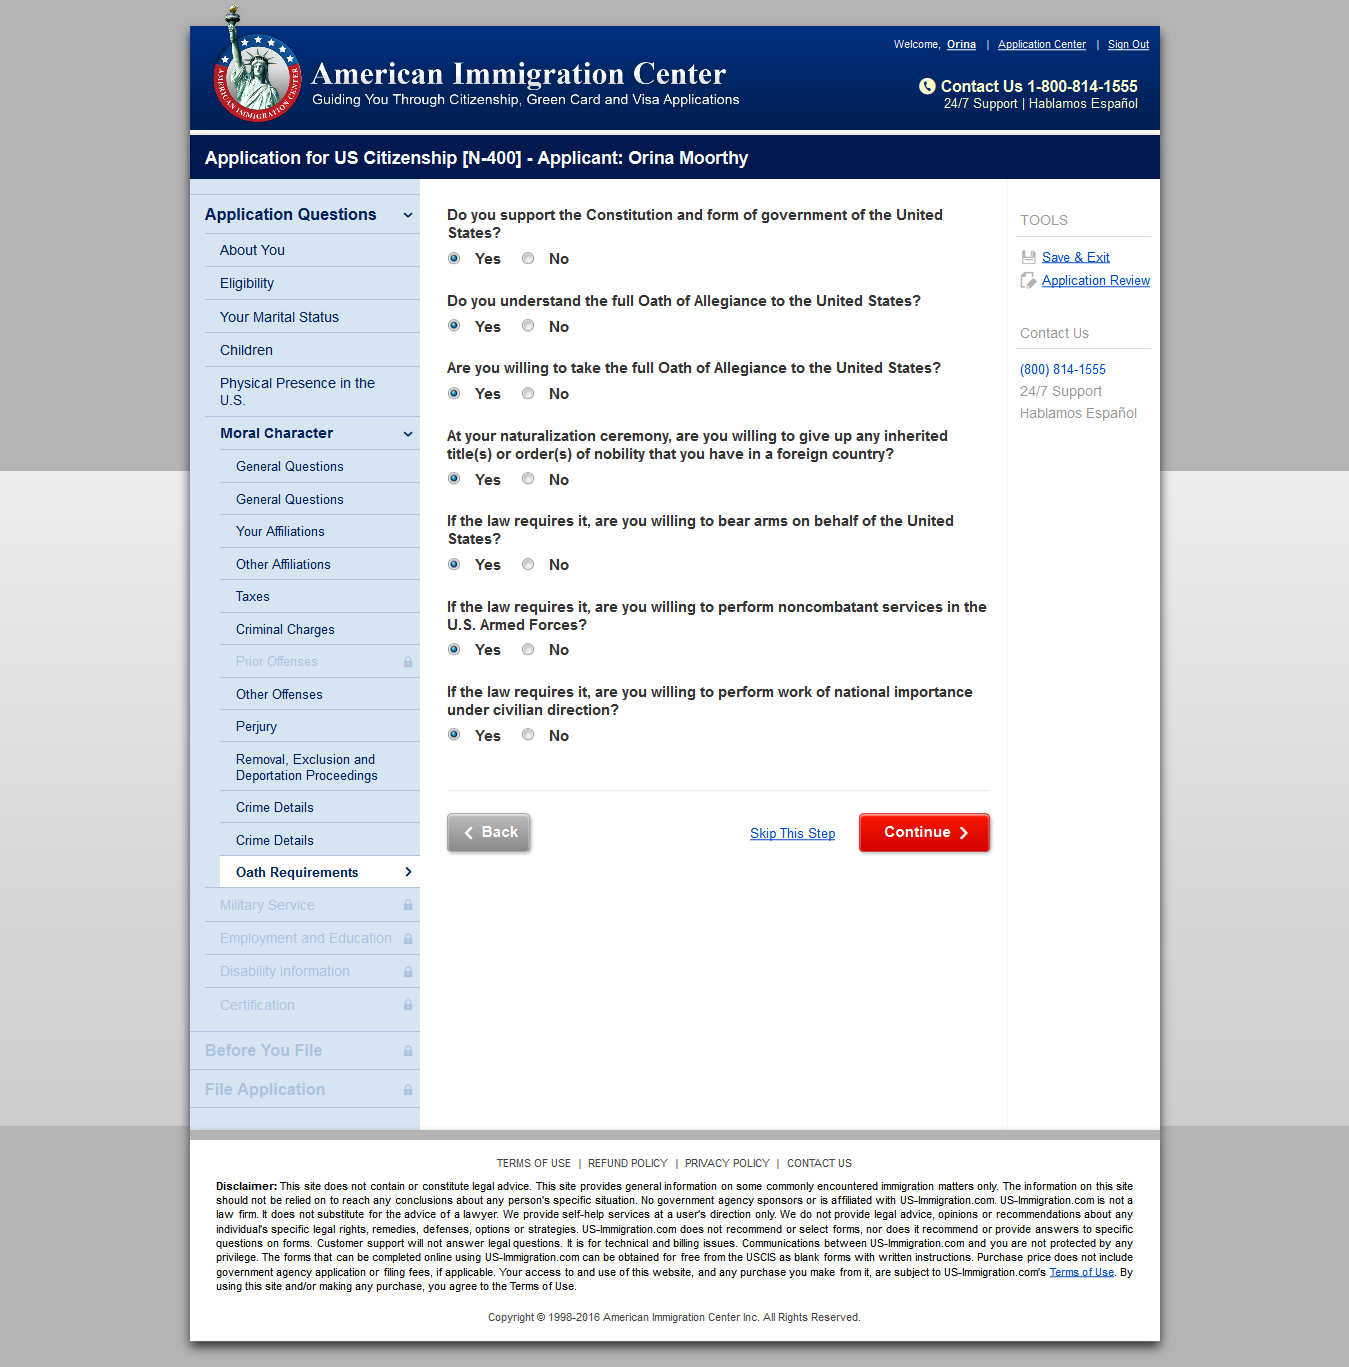 Welcome, Orina | Application Center | Sign Out
American Immigration Center
Guiding You Through Citizenship, Green Card and Visa Applications
AMERICAN IMMIGRATION CENTER
Contact Us 1-800-814-1555
24/7 Support | Hablamos Español
Application for US Citizenship [N-400] - Applicant: Orina Moorthy
Application Questions
About You
Eligibility
Your Marital Status
Children
Physical Presence in the
U.S.
Moral Character
General Questions
General Questions
Your Affiliations
Other Affiliations
Taxes
Criminal Charges
Prior Offenses
Other Offenses
Perjury
Removal, Exclusion and
Deportation Proceedings
Crime Details
Crime Details
Oath Requirements
Military Service
Employment and Education
Disability Information
Certification
Before You File
File Application
Do you support the Constitution and form of government of the United
States?
Yes No
Do you understand the full Oath of Allegiance to the United States?
Yes No
Are you willing to take the full Oath of Allegiance to the United States?
Yes No
At your naturalization ceremony, are you willing to give up any inherited
title(s) or order(s) of nobility that you have in a foreign country?
Yes No
If the law requires it, are you willing to bear arms on behalf of the United
States?
Yes No
If the law requires it, are you willing to perform noncombatant services in the
U.S. Armed Forces?
Yes No
If the law requires it, are you willing to perform work of national importance
under civilian direction?
Yes No
Back
Skip This Step
Continue
TOOLS
Save & Exit
Application Review
Contact Us
(800) 814-1555
24/7 Support
Hablamos Español
TERMS OF USE | REFUND POLICY | PRIVACY POLICY | CONTACT US
Disclaimer: This site does not contain or constitute legal advice. This site provides general information on some commonly encountered immigration matters only. The information on this site
should not be relied on to reach any conclusions about any person's specific situation. No government agency sponsors or is affiliated with US-Immigration.com. US-Immigration.com is not a
law firm. It does not substitute for the advice of a lawyer. We provide self-help services at a user's direction only. We do not provide legal advice, opinions or recommendations about any
individual's specific legal rights, remedies, defenses, options or strategies. US-Immigration.com does not recommend or select forms, nor does it recommend or provide answers to specific
questions on forms. Customer support will not answer legal questions. It is for technical and billing issues. Communications between US-Immigration.com and you are not protected by any
privilege. The forms that can be completed online using US-Immigration.com can be obtained for free from the USCIS as blank forms with written instructions. Purchase price does not include
government agency application or filing fees, if applicable. Your access to and use of this website, and any purchase you make from it, are subject to US-Immigration.com's Terms of Use. By
using this site and/or making any purchase, you agree to the Terms of Use.
Copyright © 1998-2016 American Immigration Center Inc. All Rights Reserved.